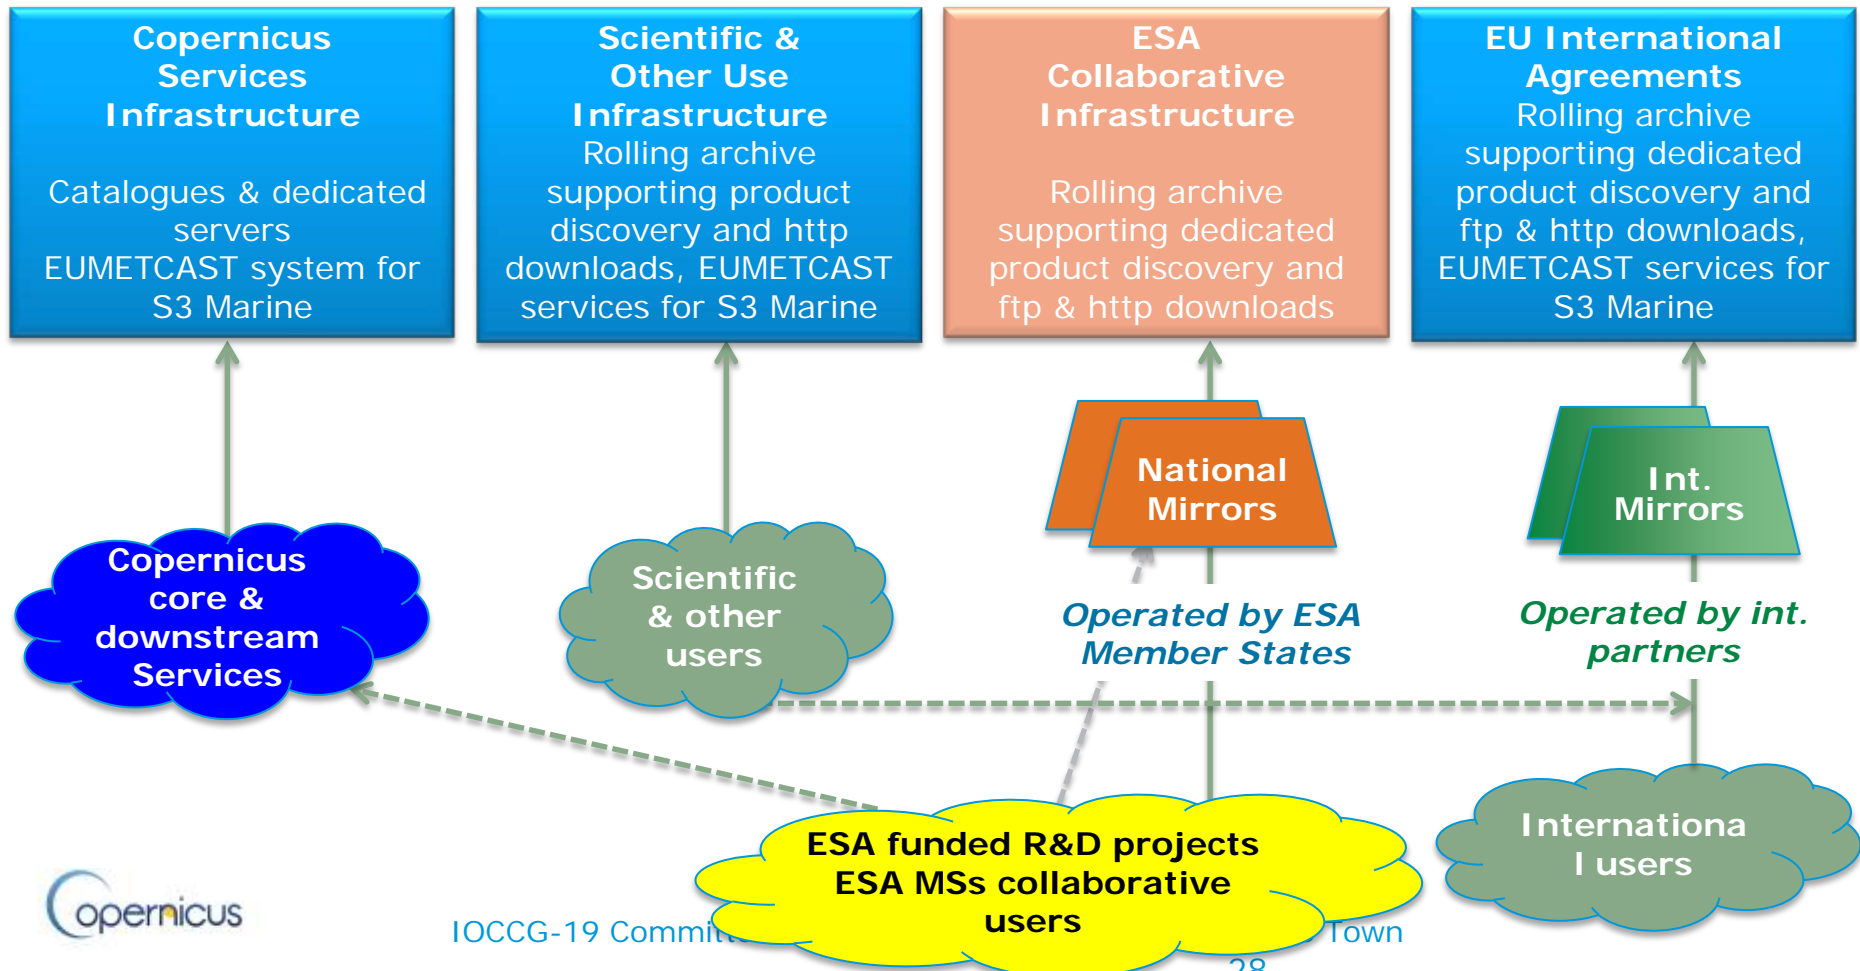 Copernicus
Services
Infrastructure
Catalogues & dedicated
servers
EUMETCAST system for
S3 Marine
Scientific &
Other Use
Infrastructure
Rolling archive
supporting product
discovery and http
downloads, EUMETCAST
services for S3 Marine
ESA
Collaborative
Infrastructure
Rolling archive
supporting dedicated
product discovery and
ftp & http downloads
EU International
Agreements
Rolling archive
supporting dedicated
product discovery and
ftp & http downloads,
EUMETCAST services for
S3 Marine
National
Mirrors
Int.
Mirrors
Copernicus
core &
downstream
Services
Scientific
& other
users
Operated by ESA
Member States
Operated by int.
partners
ESA funded R&D projects
ESA MSs collaborative
users
Internationa
l users
opernicus
IOCCG-19 Committ Town
28